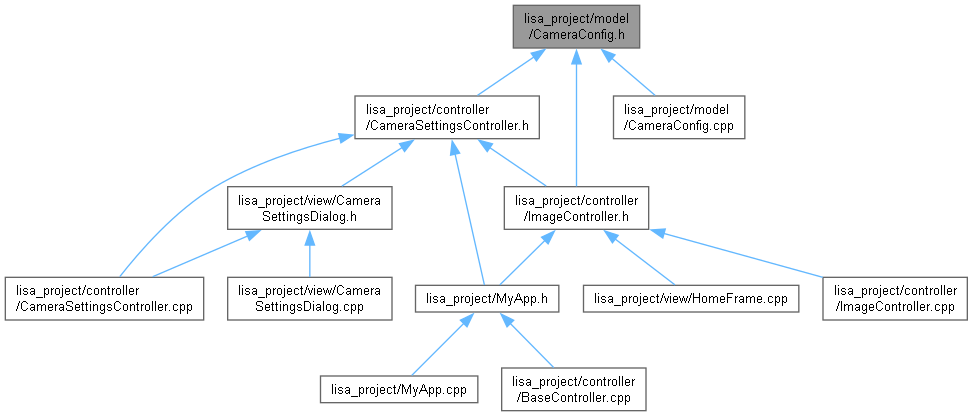 lisa_project/model
/CameraConfig.h
lisa_project/controller
/CameraSettingsController.h
lisa_project/model
/CameraConfig.cpp
lisa_project/view/Camera
SettingsDialog.h
lisa_project/controller
/ImageController.h
lisa_project/controller
/CameraSettingsController.cpp
lisa_project/view/Camera
SettingsDialog.cpp
lisa_project/MyApp.h
lisa_project/view/HomeFrame.cpp
lisa_project/controller
/ImageController.cpp
lisa_project/MyApp.cpp
lisa_project/controller
/BaseController.cpp